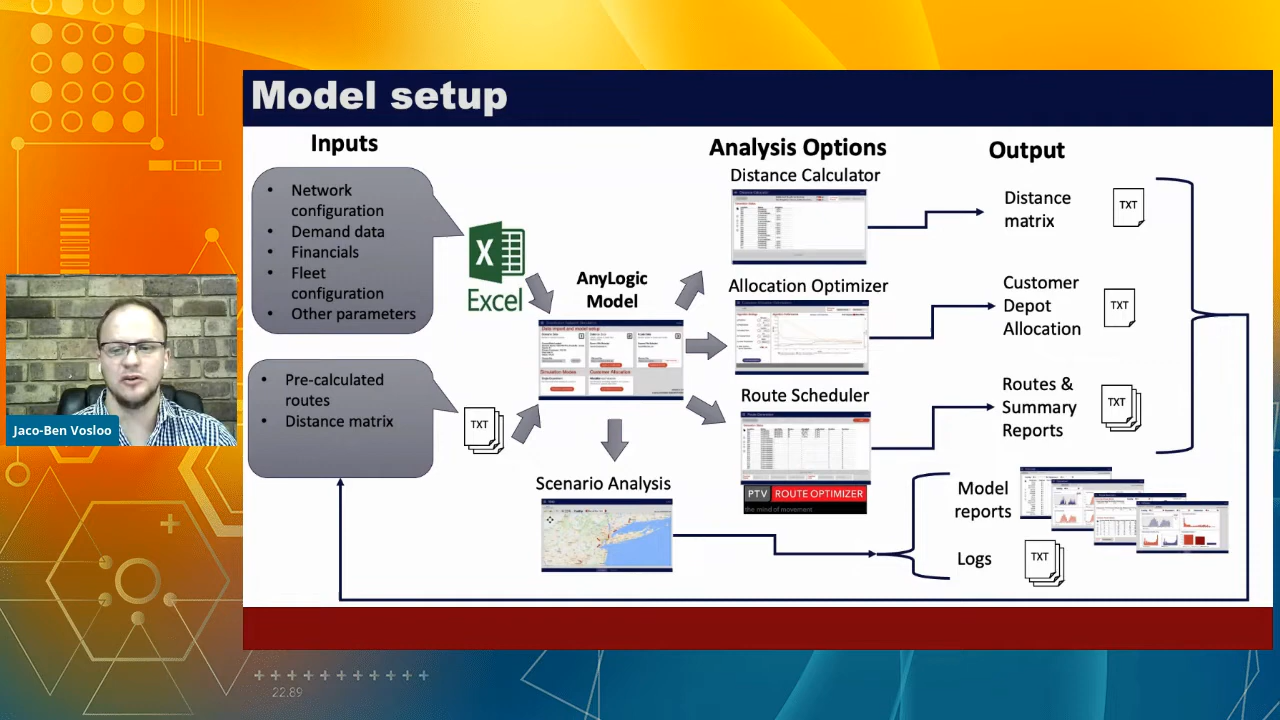 Model setup
Inputs
• Network
configuration
• Demand data
• Financials
• Fleet
configuration
• Other parameters
Excel
• Pre-calculated
routes
• Distance matrix
TXT
AnyLogic
Model
Scenario Analysis
Analysis Options
Distance Calculator
Allocation Optimizer
Route Scheduler
PTV ROUTE OPTIMIZER
the mind of movement
Output
Distance
matrix
TXT
Customer
Depot
Allocation
TXT
Routes &
Summary
Reports
TXT
Model
reports
Logs
TXT
Jaco-Ben Vosloo
22,89